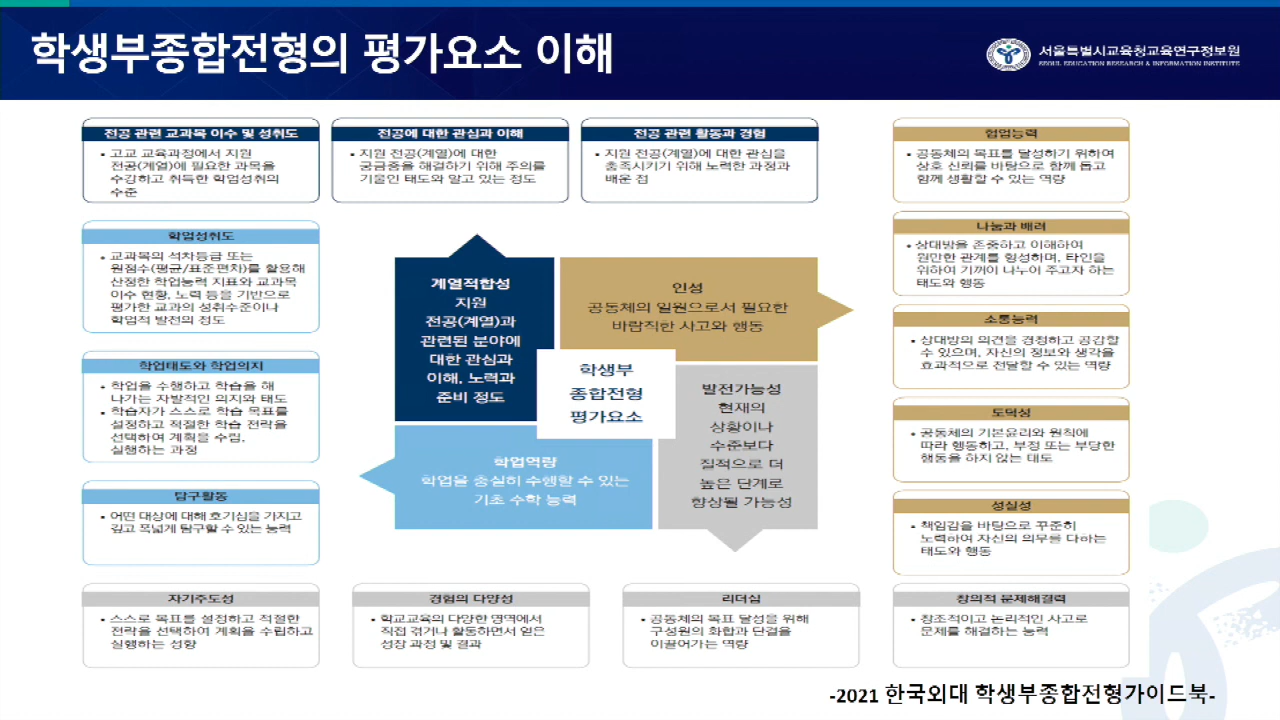 학생부종합전형의 평가요소 이해
서울특별시교육청교육연구정보원
SEOUL EDUCATION RESEARCH & INFORMATION INSTITUTE
전공 관련 교과목 이수 및 성취도
• 고교 교육과정에서 지원
전공(계열)에 필요한 과목을
수강하고 취득한 학업성취의
수준
전공에 대한 관심과 이해
• 지원 전공(계열)에 대한
궁금증을 해결하기 위해 주의를
기울인 태도와 알고 있는 정도
전공 관련 활동과 경험
• 지원 전공(계열)에 대한 관심을
충족시키기 위해 노력한 과정과
배운 점
협업능력
• 공동체의 목표를 달성하기 위하여
상호 신뢰를 바탕으로 함께 돕고
함께 생활할 수 있는 역량
학업성취도
• 교과목의 석차등급 또는
원점수(평균/표준편차)를 활용해
산정한 학업능력 지표와 교과목
이수 현황, 노력 등을 기반으로
평가한 교과의 성취수준이나
학업적 발전의 정도
나눔과 배려
• 상대방을 존중하고 이해하여
원만한 관계를 형성하며, 타인을
위하여 기꺼이 나누어 주고자 하는
태도와 행동
계열적합성
지원
전공(계열)과
관련된 분야에
대한 관심과
이해, 노력과
준비 정도
인성
공동체의 일원으로서 필요한
바람직한 사고와 행동
소통능력
• 상대방의 의견을 경청하고 공감할
수 있으며, 자신의 정보와 생각을
효과적으로 전달할 수 있는 역량
학업태도와 학업의지
• 학업을 수행하고 학습을 해
나가는 자발적인 의지와 태도
• 학습자가 스스로 학습 목표를
설정하고 적절한 학습 전략을
선택하여 계획을 수립,
실행하는 과정
학생부
종합전형
평가요소
발전가능성
현재의
상황이나
수준보다
질적으로 더
높은 단계로
향상될 가능성
도덕성
• 공동체의 기본윤리와 원칙에
따라 행동하고, 부정 또는 부당한
행동을 하지 않는 태도
학업역량
학업을 충실히 수행할 수 있는
기초 수학 능력
탐구활동
• 어떤 대상에 대해 호기심을 가지고
깊고 폭넓게 탐구할 수 있는 능력
성실성
• 책임감을 바탕으로 꾸준히
노력하여 자신의 의무를 다하는
태도와 행동
자기주도성
• 스스로 목표를 설정하고 적절한
전략을 선택하여 계획을 수립하고
실행하는 성향
경험의 다양성
• 학교교육의 다양한 영역에서
직접 겪거나 활동하면서 얻은
성장 과정 및 결과
리더십
• 공동체의 목표 달성을 위해
구성원의 화합과 단결을
이끌어가는 역량
창의적 문제해결력
• 창조적이고 논리적인 사고로
문제를 해결하는 능력
-2021 한국외대 학생부종합전형가이드북-